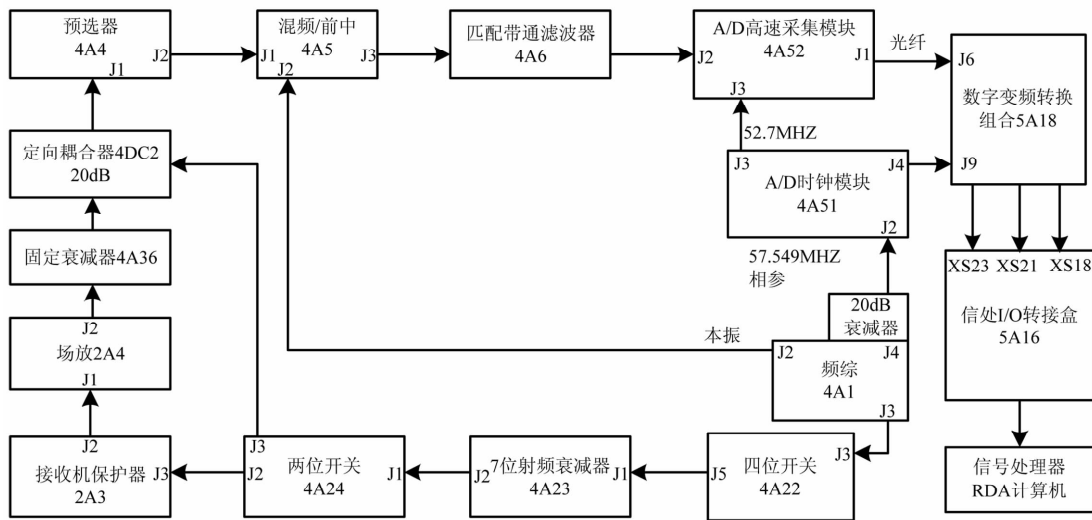 预选器
4A4
J2
J1
混频/前中
4A5
J1
J2
J3
匹配带通滤波器
4A6
A/D高速采集模块
4A52
J2
J1
J3
光纤
J6
数字变频转换
组合5A18
J9
52.7MHZ
J3
J4
A/D时钟模块
4A51
J2
定向耦合器4DC2
20dB
固定衰减器4A36
57.549MHZ
相参
XS23
XS21
XS18
信处I/O转接盒
5A16
20dB
衰减器
本振
J2
J4
频综
4A1
J3
J2
场放2A4
J1
J2
接收机保护器
2A3
J3
J3
两位开关
J2
4A24
J1
7位射频衰减器
J2
4A23
J1
四位开关
J5
4A22
J3
信号处理器
RDA计算机